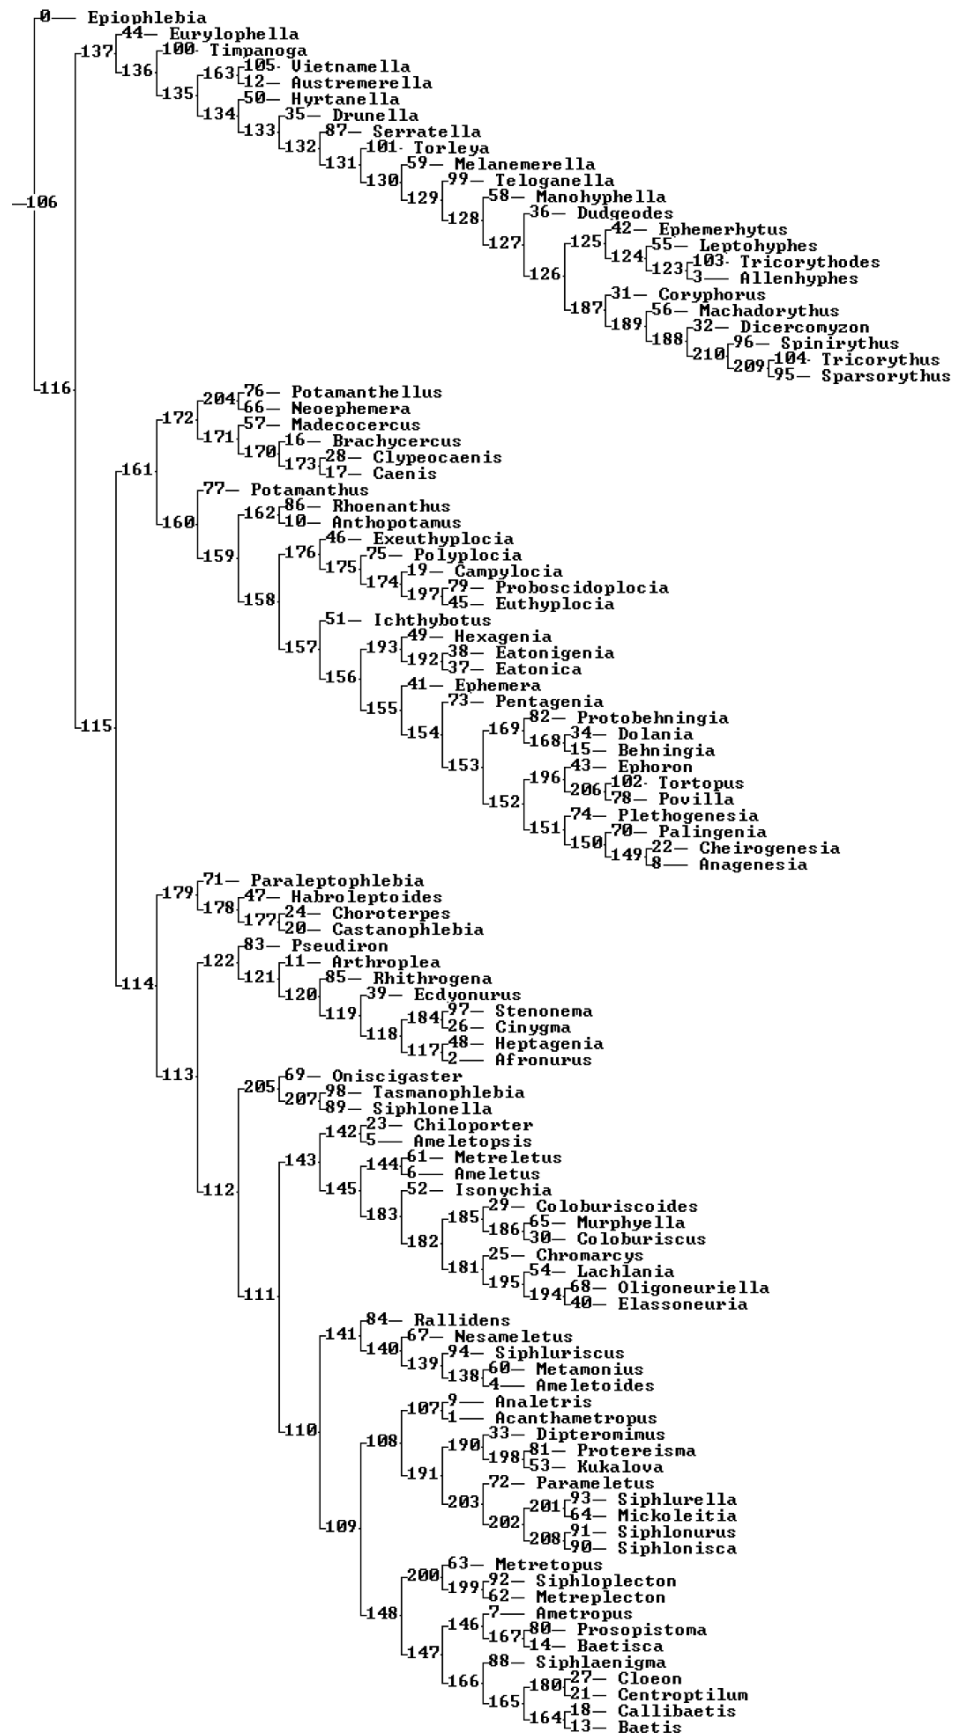 0 Epiophlebia
44 Eurylophella
137 100 Timpanoga
136 163 105 Vietnamella
135 12 Austremerella
134 50 Hyrtanella
133 35 Drunella
132 87 Serratella
131 101 Torleya
130 59 Melanemerella
129 99 Teloganella
128 58 Manohyphella
106 127 36 Dudgeodes
125 42 Ephemerhytus
124 55 Leptohyphes
126 123 103 Tricorythodes
3 Allenhyphes
187 31 Coryphorus
189 56 Machadorythus
188 32 Dicercomyzon
210 96 Spinirythus
209 104 Tricorythus
116 95 Sparsorythus
204 76 Potamanthellus
172 66 Neoephemera
171 57 Madecocercus
170 16 Brachycercus
173 28 Clypeocaenis
161 17 Caenis
77 Potamanthus
160 162 86 Rhoenanthus
10 Anthopotamus
159 176 46 Exeuthyplocia
175 75 Polyplocia
174 19 Campylocia
158 197 79 Proboscidoplocia
45 Euthyplocia
51 Ichthybotus
157 193 49 Hexagenia
192 38 Eatonigenia
156 37 Eatonica
155 41 Ephemera
73 Pentagenia
115 154 169 82 Protobehningia
168 34 Dolania
15 Behningia
153 196 43 Ephoron
206 102 Tortopus
152 78 Povilla
151 74 Plethogenesia
150 70 Palingenia
149 22 Cheirogenesia
8 Anagenesia
179 71 Paraleptophlebia
178 47 Habroleptoides
177 24 Choroterpes
20 Castanophlebia
122 83 Pseudiron
114 121 11 Arthroplea
120 85 Rhithrogena
119 39 Ecdyonurus
184 97 Stenonema
118 26 Cinygma
117 48 Heptagenia
2 Afronurus
113 205 69 Oniscigaster
207 98 Tasmanophlebia
89 Siphlonella
142 23 Chiloporter
5 Ameletopsis
143 144 61 Metreletus
6 Ameletus
112 145 52 Isonychia
183 185 29 Coloburiscoides
186 65 Murphyella
182 30 Coloburiscus
181 25 Chromarcys
195 54 Lachlania
111 194 68 Oligoneuriella
40 Elassoneuria
141 84 Rallidens
140 67 Nesameletus
139 94 Siphluriscus
138 60 Metamonius
4 Ameletoides
107 9 Analetris
110 1 Acanthametropus
108 190 33 Dipteromimus
198 81 Protereisma
191 53 Kukalova
72 Parameletus
203 201 93 Siphlurella
202 64 Mickoleitia
109 208 91 Siphlonurus
90 Siphlonisca
200 63 Metretopus
199 92 Siphloplecton
62 Metreplecton
148 146 7 Ametropus
167 80 Prosopistoma
147 14 Baetisca
166 88 Siphlaenigma
180 27 Cloeon
165 21 Centroptilum
164 18 Callibaetis
13 Baetis